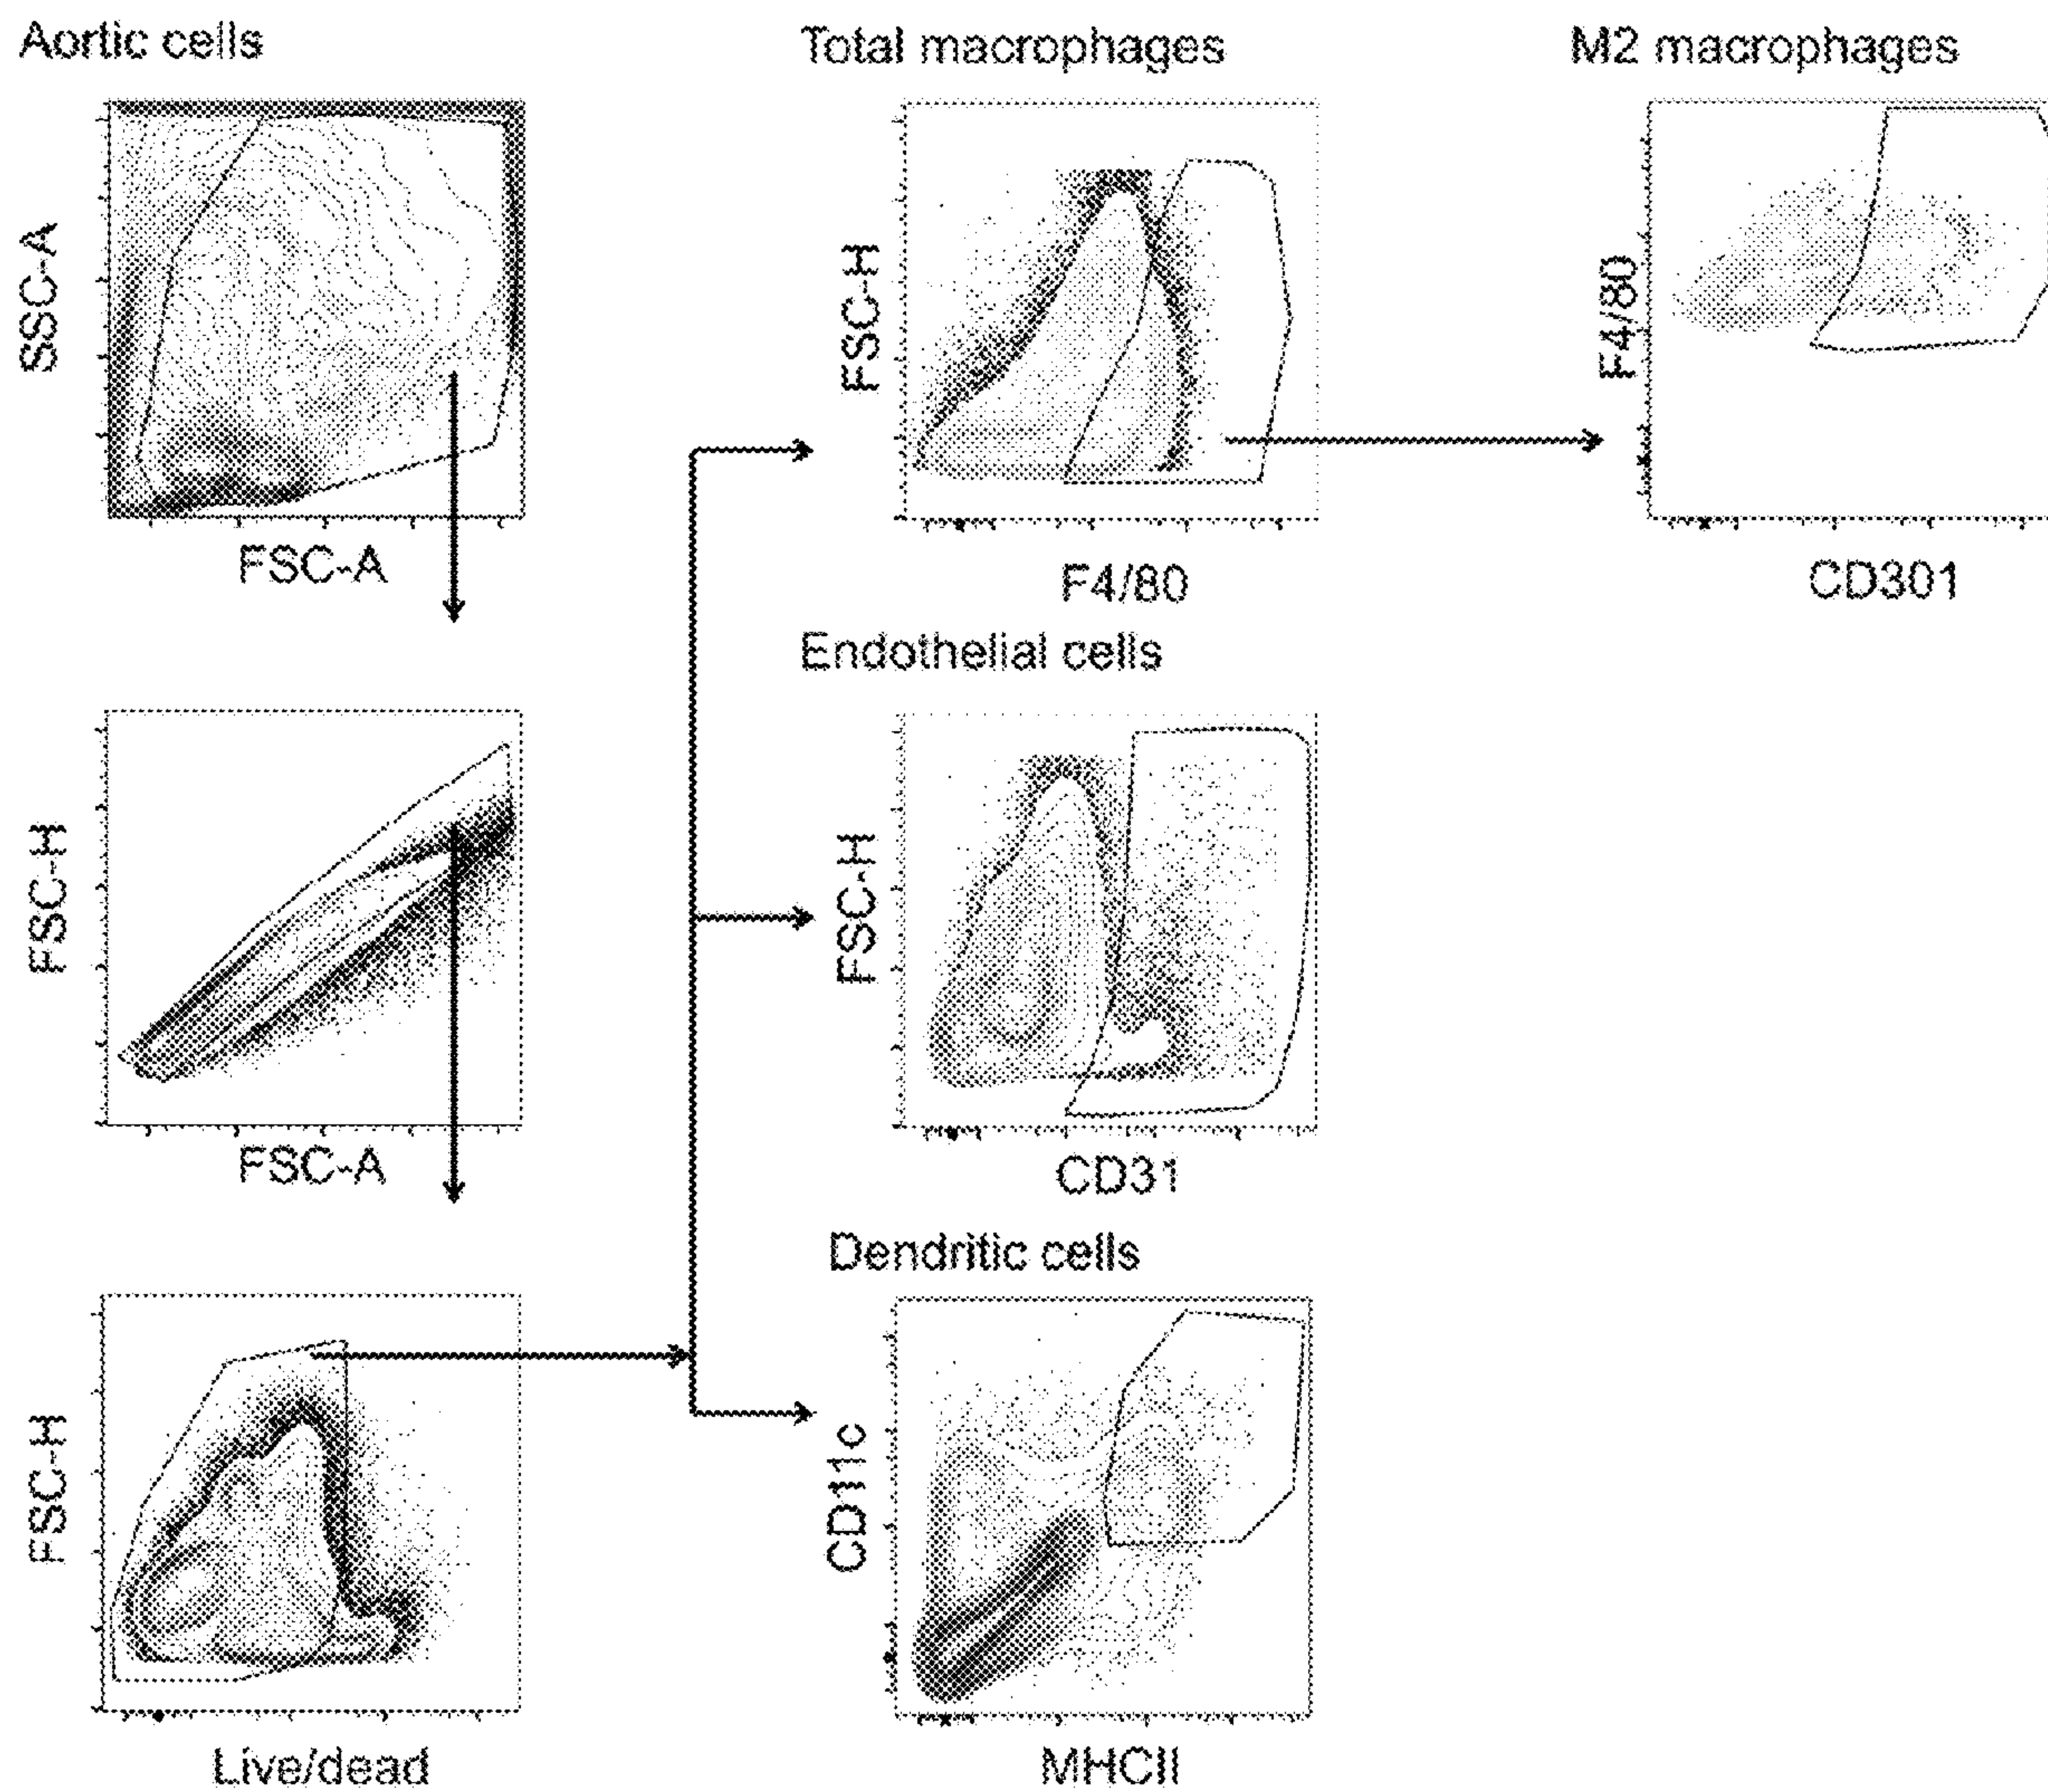 Aortic cells
SSC-A
FSC-A
FSC-H
FSC-A
FSC-H
Live/dead
Total macrophages
FSC-H
F4/80
M2 macrophages
F4/80
CD301
Endothelial cells
FSC-H
CD31
Dendritic cells
CD11c
MHCII